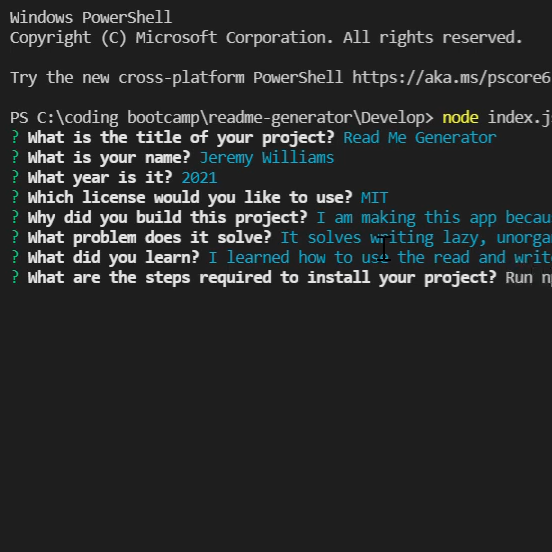 Windows PowerShell
Copyright (C) Microsoft Corporation. All rights reserved.
Try the new cross-platform PowerShell https://aka.ms/pscore6
PS C:\coding bootcamp\readme-generator\Develop> node index.js
? What is the title of your project? Read Me Generator
? What is your name? Jeremy Williams
? What year is it? 2021
? Which license would you like to use? MIT
? Why did you build this project? I am making this app becau
? What problem does it solve? It solves writing lazy, unorga
? What did you learn? I learned how to use the read and write
? What are the steps required to install your project? Run np